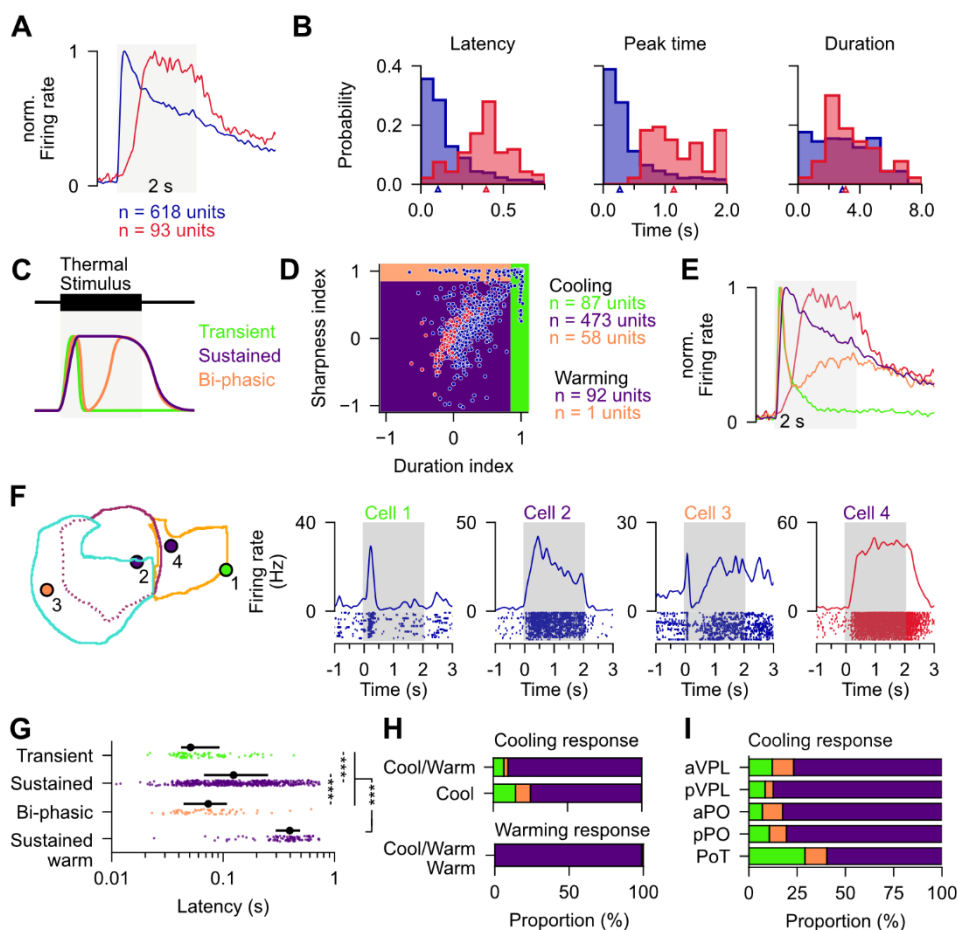 A
norm.
Firing rate
1
0
2 s
n = 618 units
n = 93 units
B
Latency
Peak time
Duration
Probability
0.4
0.2
0.0
0.0
0.5
0.0
1.0
2.0
0.0
4.0
8.0
Time (s)
C
Thermal
Stimulus
Transient
Sustained
Bi-phasic
D
Sharpness index
1
0
−1
−1
0
1
Duration index
Cooling
n = 87 units
n = 473 units
n = 58 units
Warming
n = 92 units
n = 1 units
E
norm.
Firing rate
1
0
2 s
F
1
2
3
4
Firing rate
(Hz)
Cell 1
40
0
-1 0 1 2 3
Time (s)
Cell 2
50
0
-1 0 1 2 3
Time (s)
Cell 3
30
0
-1 0 1 2 3
Time (s)
Cell 4
60
0
-1 0 1 2 3
Time (s)
G
Transient
Sustained
Bi-phasic
Sustained
warm
0.01
0.1
1
Latency (s)
****
***
****
H
Cooling response
Cool/Warm
Cool
Warming response
Cool/Warm
Warm
0
50
100
Proportion (%)
I
Cooling response
aVPL
pVPL
aPO
pPO
PoT
0
25
50
75
100
Proportion (%)